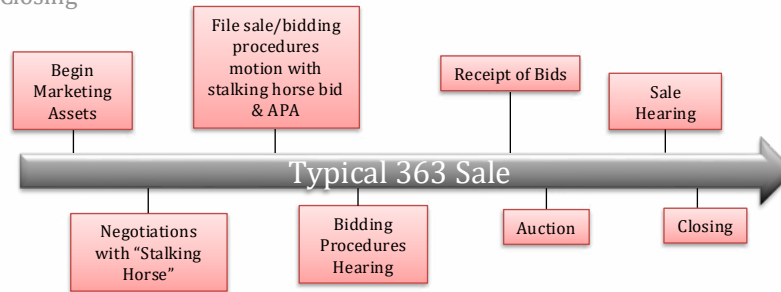 Closing
File sale/bidding
procedures
motion with
stalking horse bid
& APA
Begin
Marketing
Assets
Receipt of Bids
Sale
Hearing
Typical 363 Sale
Negotiations
with “Stalking
Horse”
Bidding
Procedures
Hearing
Auction
Closing